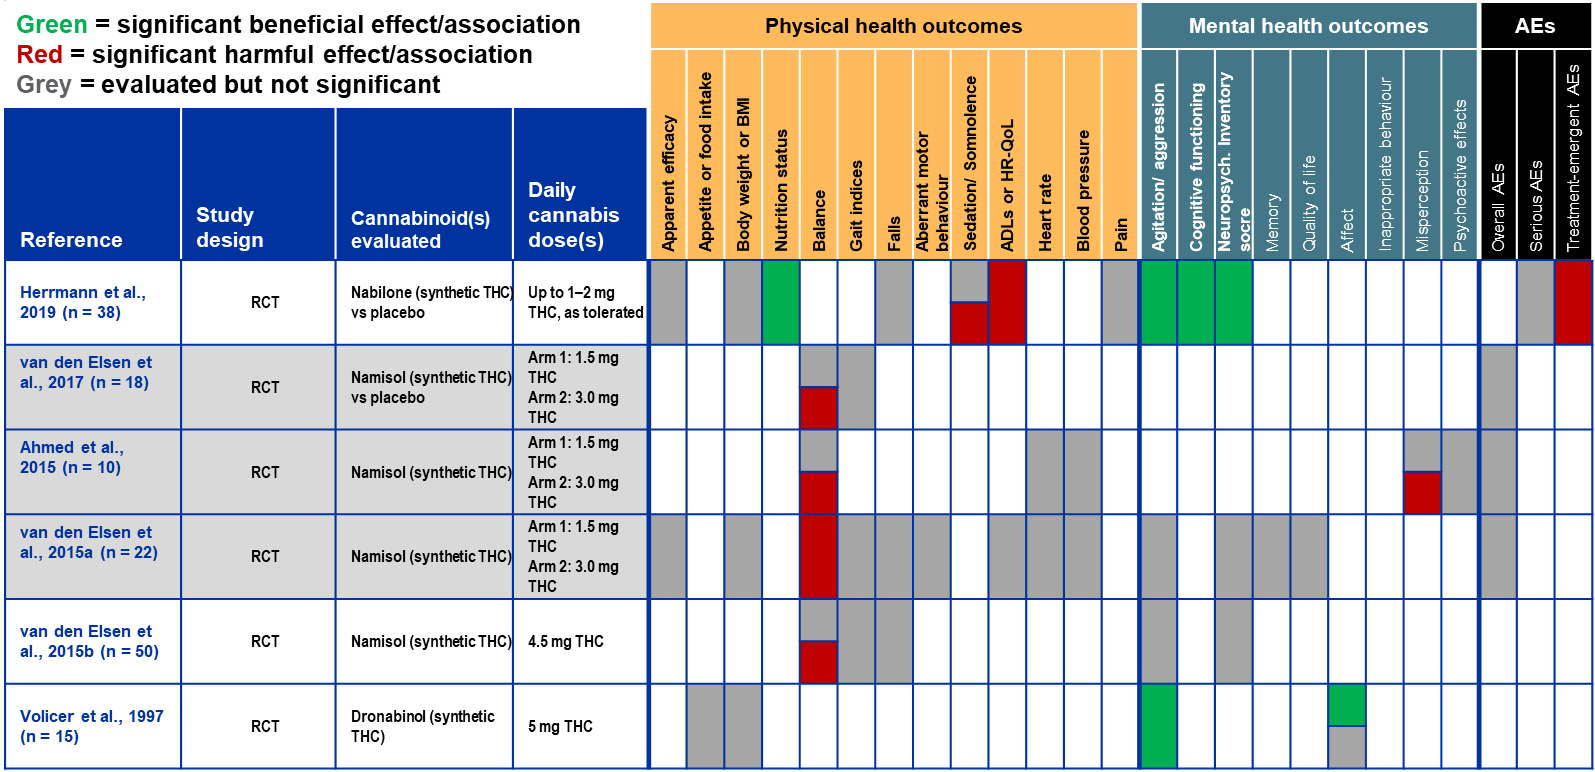 Green = significant beneficial effect/association
Red = significant harmful effect/association
Grey = evaluated but not significant
Physical health outcomes
Mental health outcomes
AEs
Reference
Study
design
Cannabinoid(s)
evaluated
Daily
cannabis
dose(s)
Apparent efficacy
Appetite or food intake
Body weight or BMI
Nutrition status
Balance
Gait indices
Falls
Aberrant motor
behaviour
Sedation/ Somnolence
ADLs or HR-QoL
Heart rate
Blood pressure
Pain
Agitation/ aggression
Cognitive functioning
Neuropsych. Inventory
socre
Memory
Quality of life
Affect
Inappropriate behaviour
Misperception
Psychoactive effects
Overall AEs
Serious AEs
Treatment-emergent AEs
Herrmann et al.,
2019 (n = 38)
RCT
Nabilone (synthetic THC)
vs placebo
Up to 1–2 mg
THC, as tolerated
van den Elsen et
al., 2017 (n = 18)
RCT
Namisol (synthetic THC)
vs placebo
Arm 1: 1.5 mg
THC
Arm 2: 3.0 mg
THC
Ahmed et al.,
2015 (n = 10)
RCT
Namisol (synthetic THC)
Arm 1: 1.5 mg
THC
Arm 2: 3.0 mg
THC
van den Elsen et
al., 2015a (n = 22)
RCT
Namisol (synthetic THC)
Arm 1: 1.5 mg
THC
Arm 2: 3.0 mg
THC
van den Elsen et
al., 2015b (n = 50)
RCT
Namisol (synthetic THC)
4.5 mg THC
Volicer et al., 1997
(n = 15)
RCT
Dronabinol (synthetic
THC)
5 mg THC